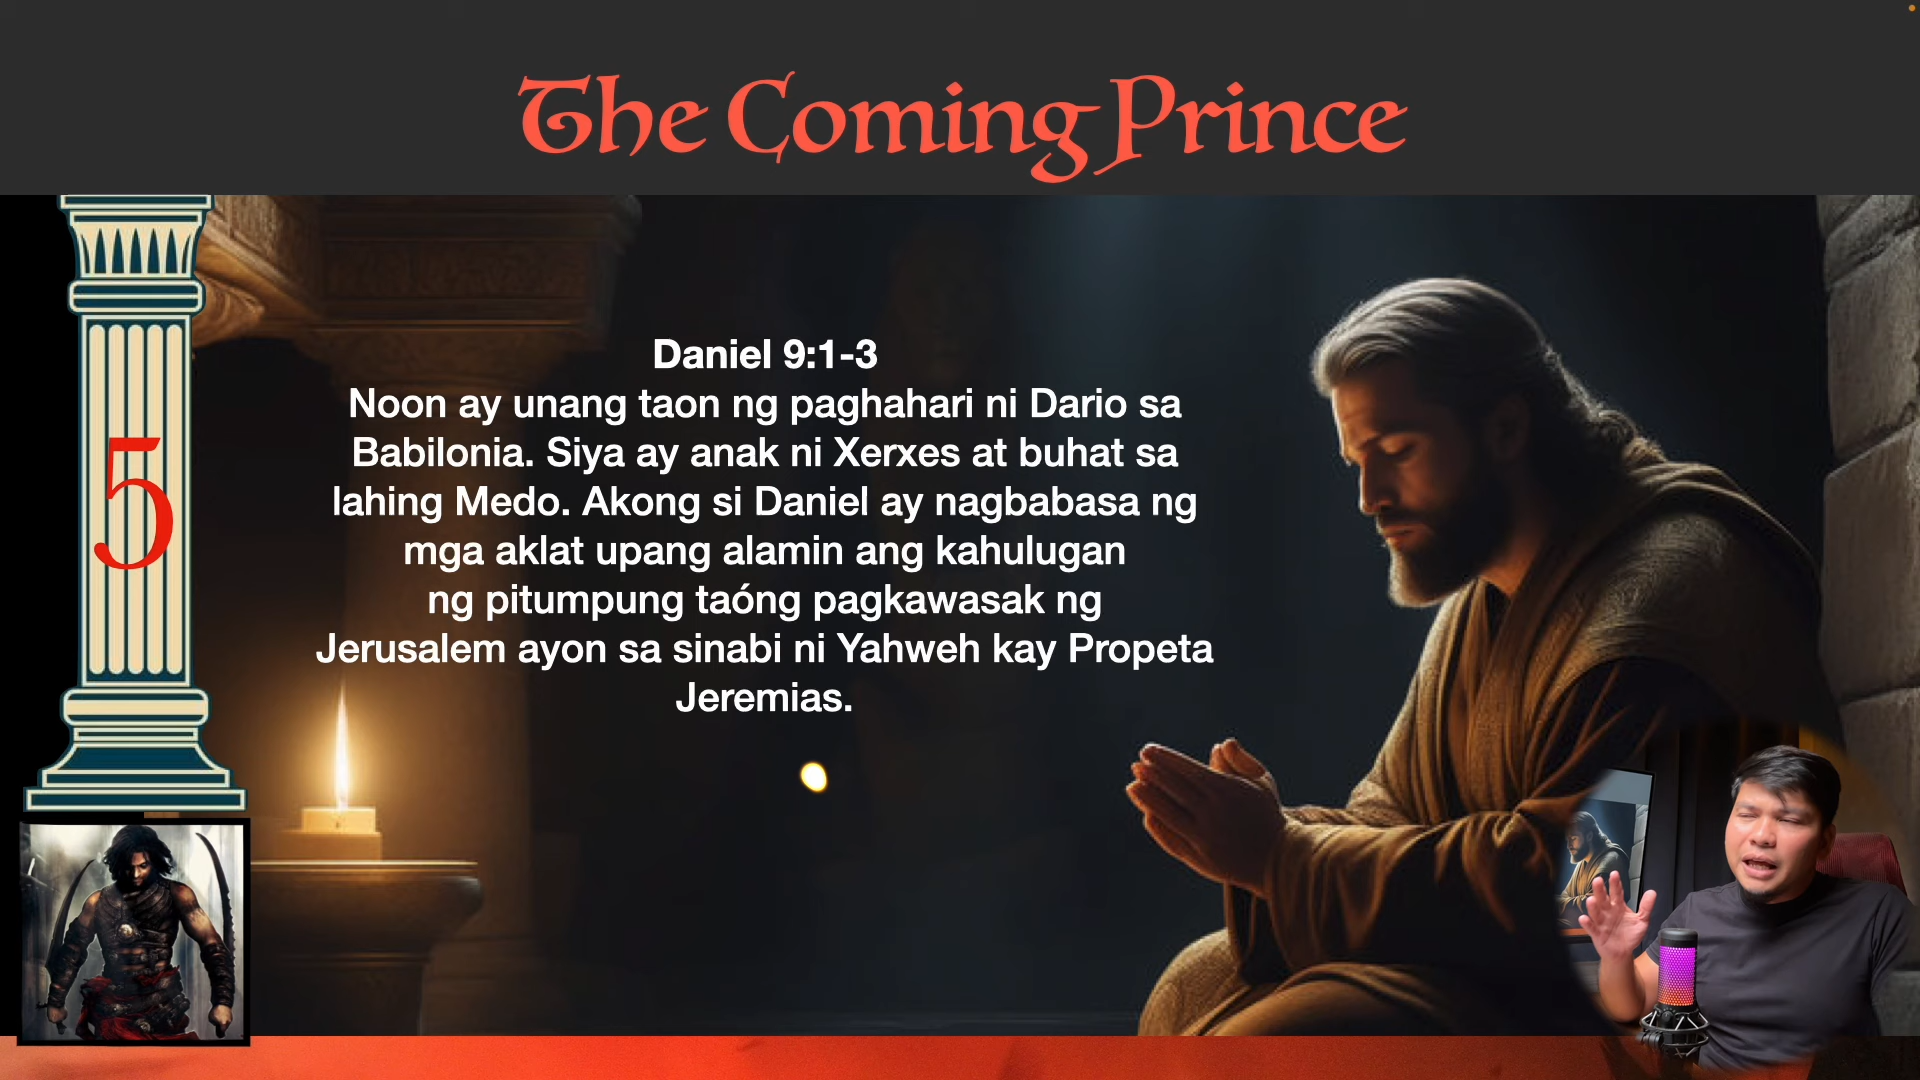 The Coming Prince
5
Daniel 9:1-3
Noon ay unang taon ng paghahari ni Dario sa
Babilonia. Siya ay anak ni Xerxes at buhat sa
lahing Medo. Akong si Daniel ay nagbabasa ng
mga aklat upang alamin ang kahulugan
ng pitumpung taóng pagkawasak ng
Jerusalem ayon sa sinabi ni Yahweh kay Propeta
Jeremias.